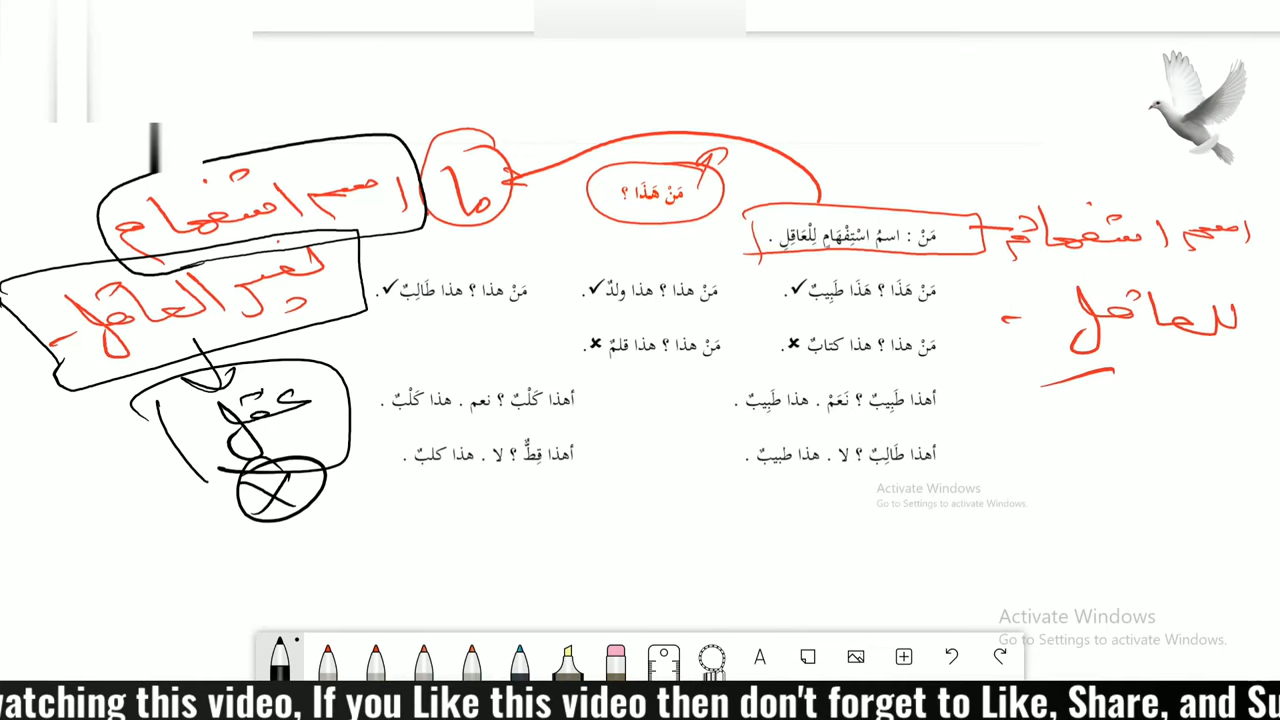 مَنْ هَذَا ؟
ما
اسم استفهام
لغير العاقل -
عقل
مَنْ : اسمُ اسْتِفْهَامٍ لِلْعَاقِلِ .
اسم استفهام
للعاقل -
مَنْ هَذَا ؟ هَذَا طَبِيبٌ ✓. مَنْ هذا ؟ هذا ولدٌ ✓. مَنْ هذا ؟ هذا طَالِبٌ ✓.
مَنْ هذا ؟ هذا كتابٌ ✗. مَنْ هذا ؟ هذا قلمٌ ✗.
أهذا طَبِيبٌ ؟ نَعَمْ . هذا طَبِيبٌ . أهذا كَلْبٌ ؟ نعم . هذا كَلْبٌ .
أهذا طَالِبٌ ؟ لا . هذا طبيبٌ . أهذا قِطٌّ ؟ لا . هذا كلبٌ .
Activate Windows
Go to Settings to activate Windows.
Activate Windows
Go to Settings to activate Windows.
A
watching this video, If you Like this video then don't forget to Like, Share, and Su